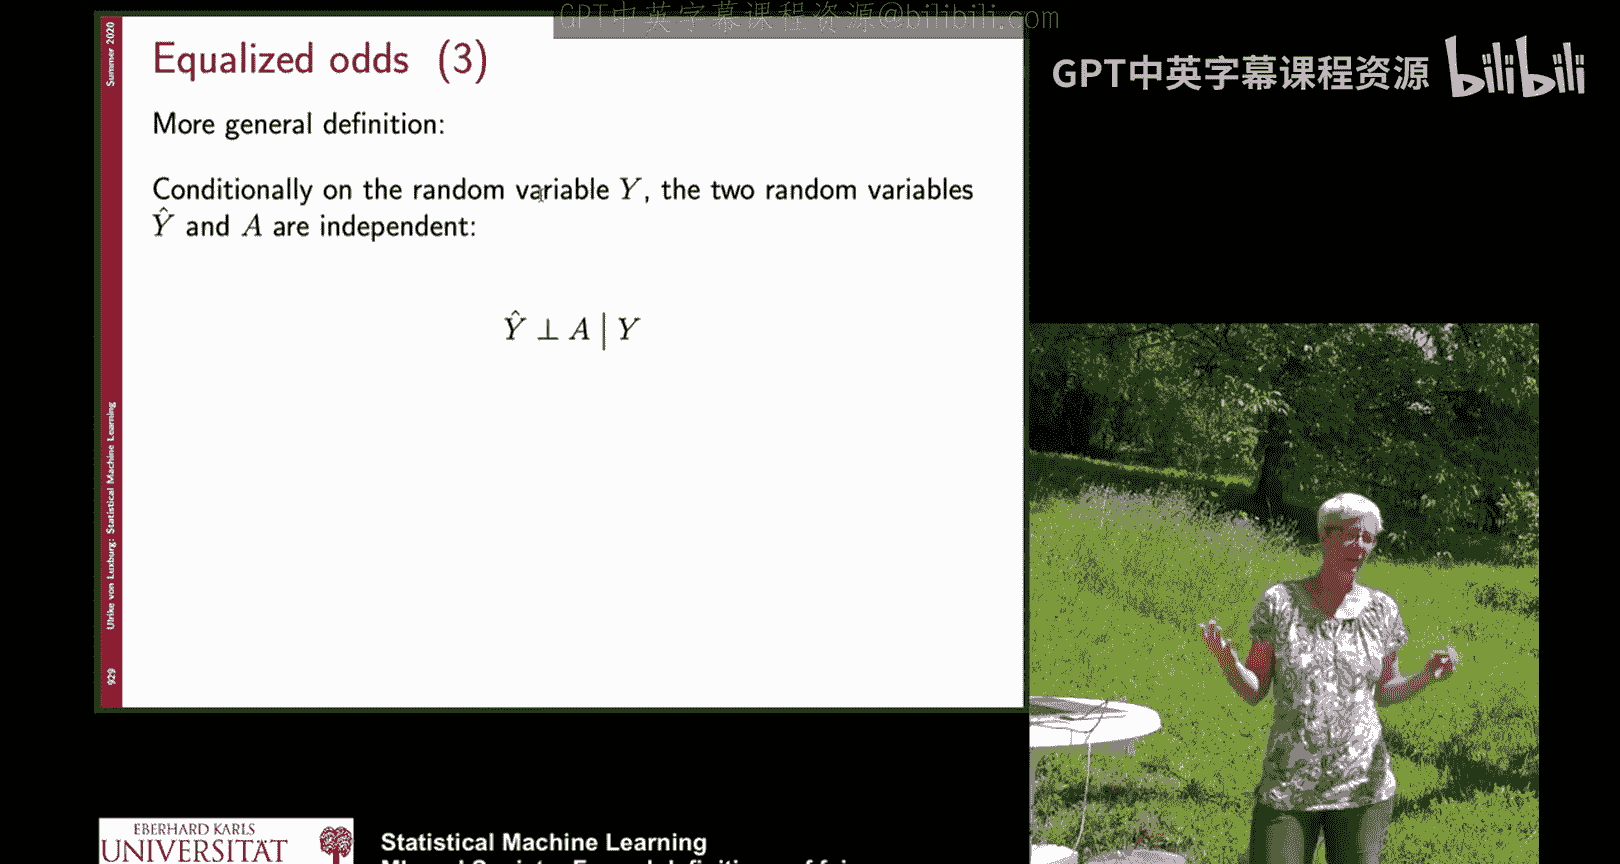 GPT中英字幕课程资源@bilibili.com
GPT中英字幕课程资源 bilibili
Summer 2020
Equalized odds (3)
More general definition:
Conditionally on the random variable Y, the two random variables
Ŷ and A are independent:
Ŷ ⊥ A | Y
Ulrike von Luxburg: Statistical Machine Learning
929
EBERHARD KARLS
UNIVERSITÄT
Statistical Machine Learning